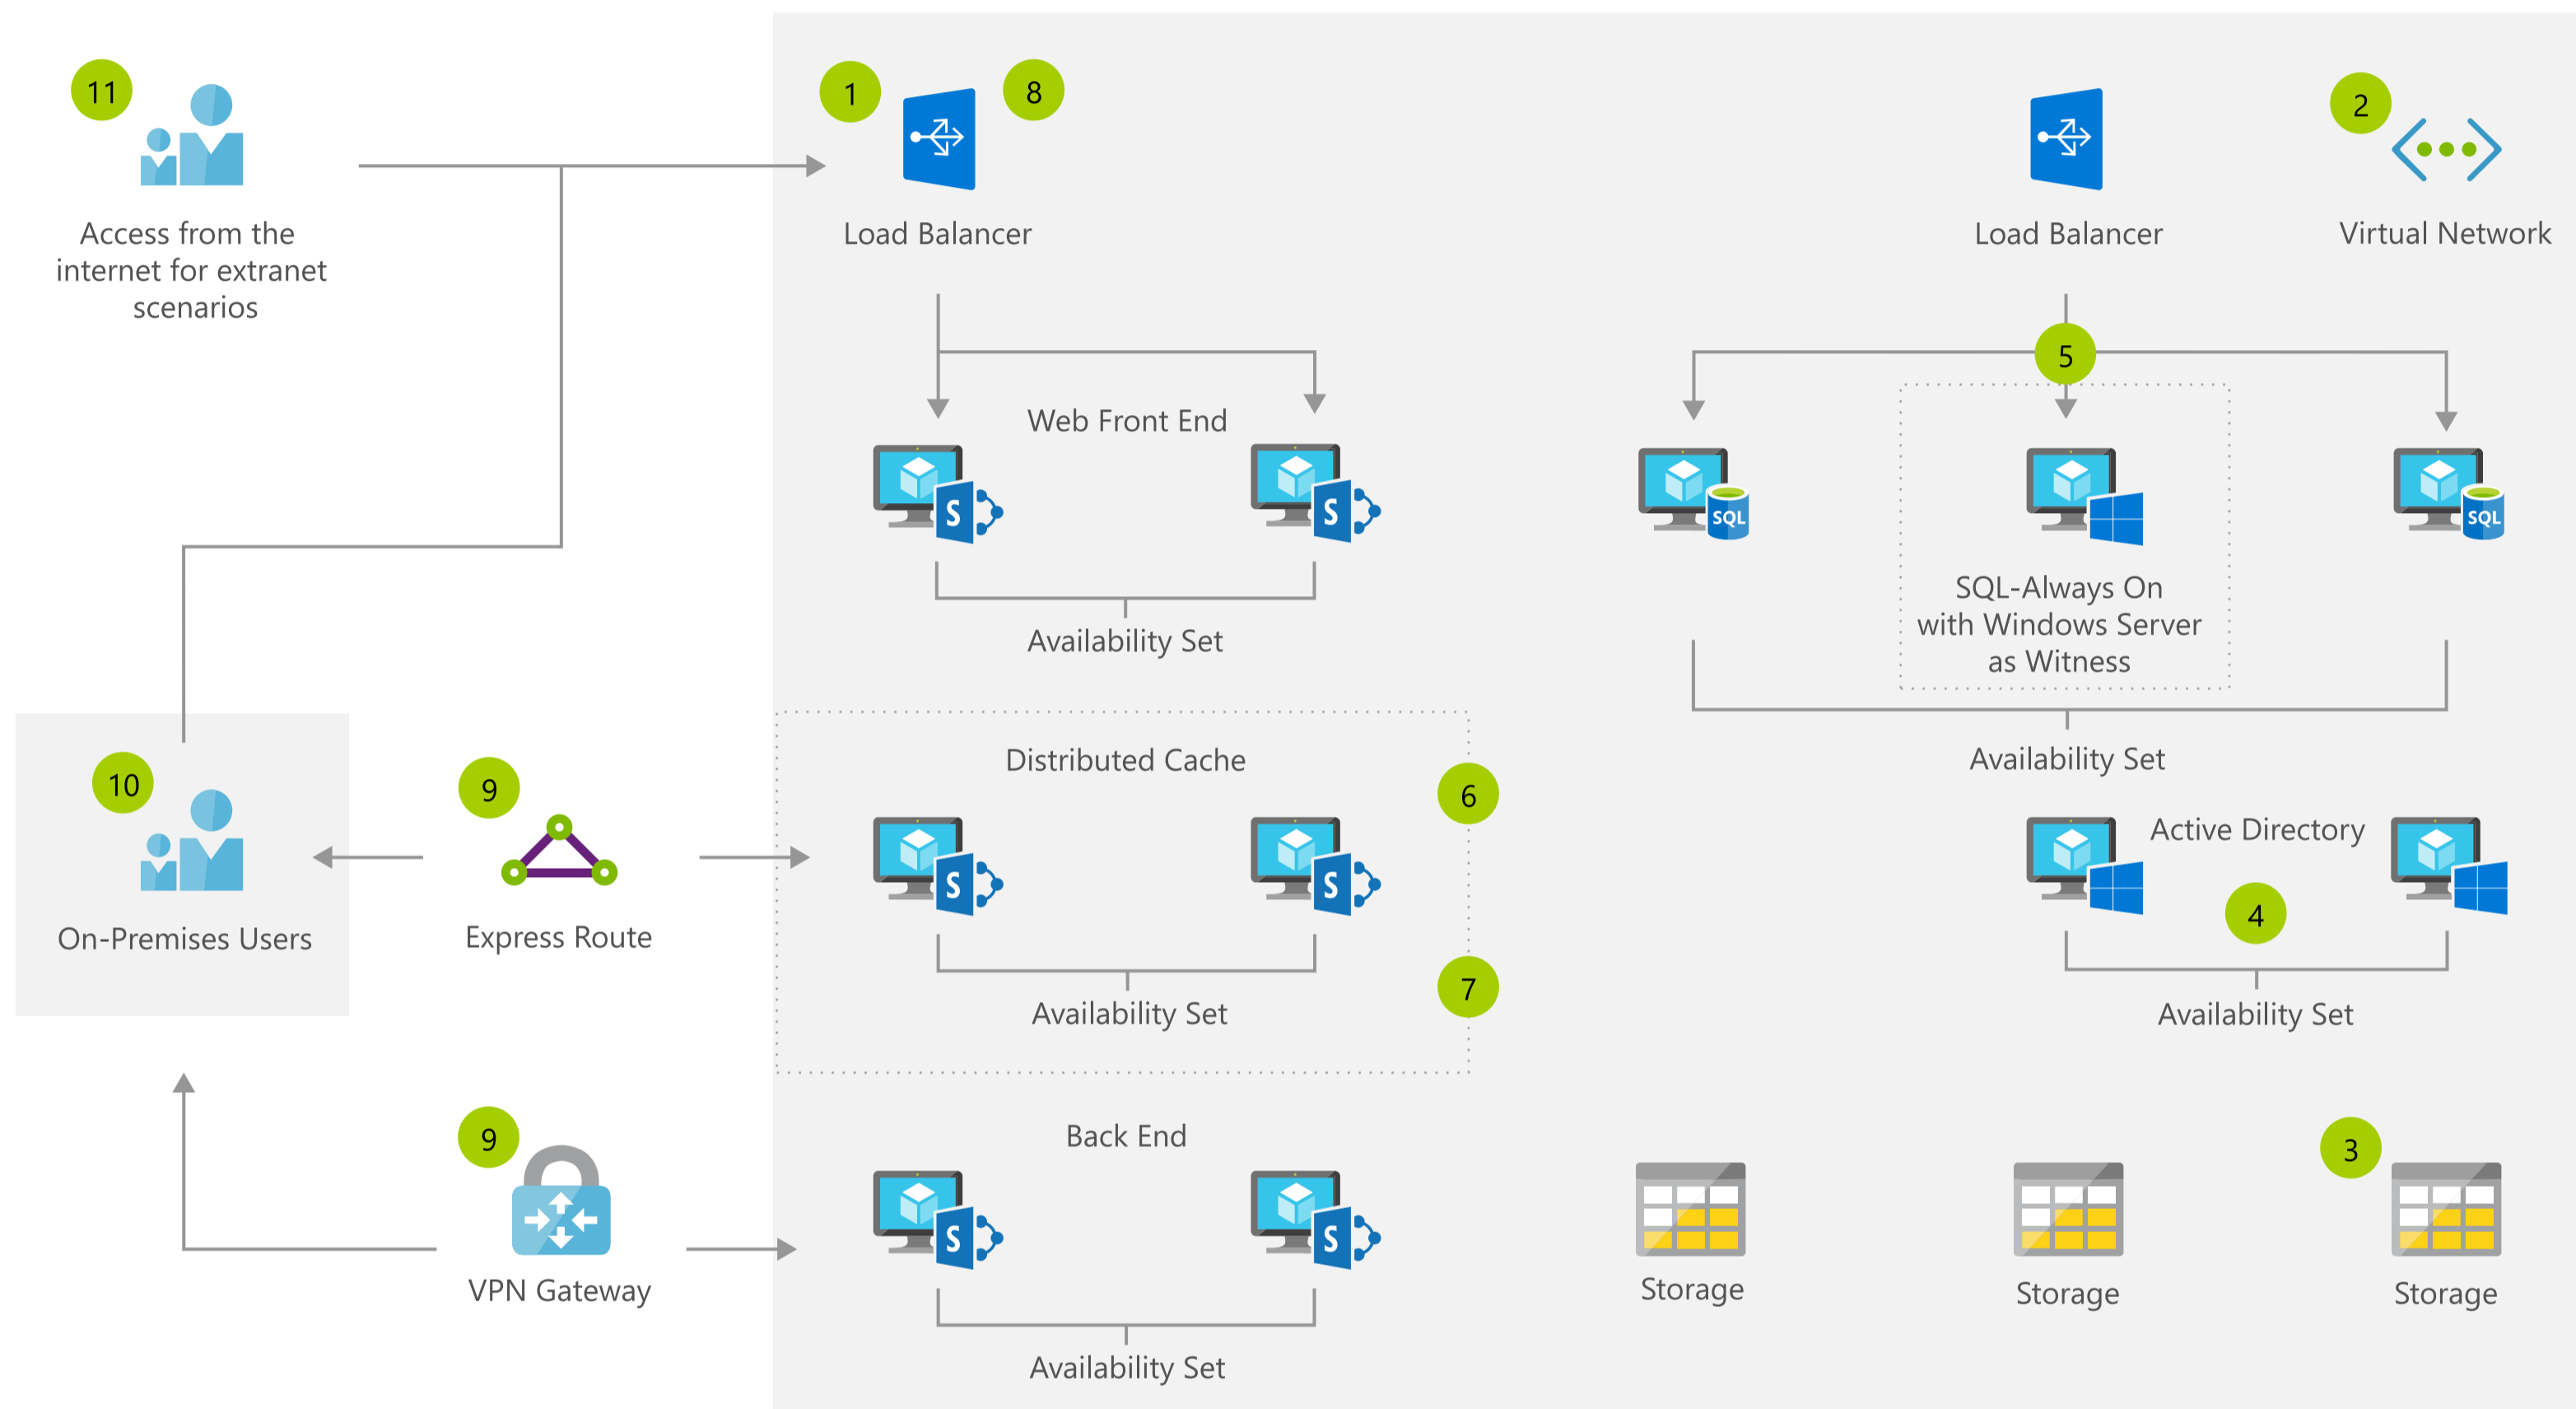 11
Access from the
internet for extranet
scenarios
1
8
Load Balancer
Load Balancer
2
Virtual Network
5
Web Front End
S
S
SQL
SQL
SQL-Always On
with Windows Server
as Witness
Availability Set
Availability Set
10
On-Premises Users
9
Express Route
Distributed Cache
6
S
S
7
Availability Set
Active Directory
4
Availability Set
9
VPN Gateway
Back End
S
S
Availability Set
Storage
Storage
3
Storage